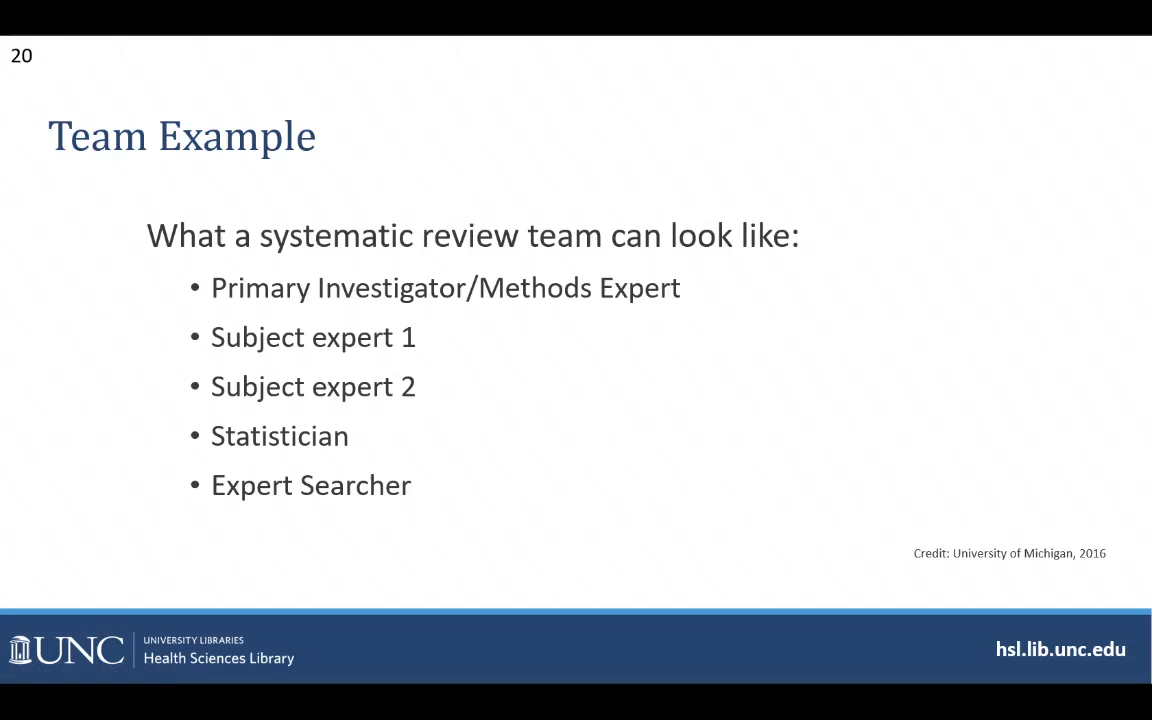 20
Team Example
What a systematic review team can look like:
• Primary Investigator/Methods Expert
• Subject expert 1
• Subject expert 2
• Statistician
• Expert Searcher
Credit: University of Michigan, 2016
UNC
UNIVERSITY LIBRARIES
Health Sciences Library
hsl.lib.unc.edu